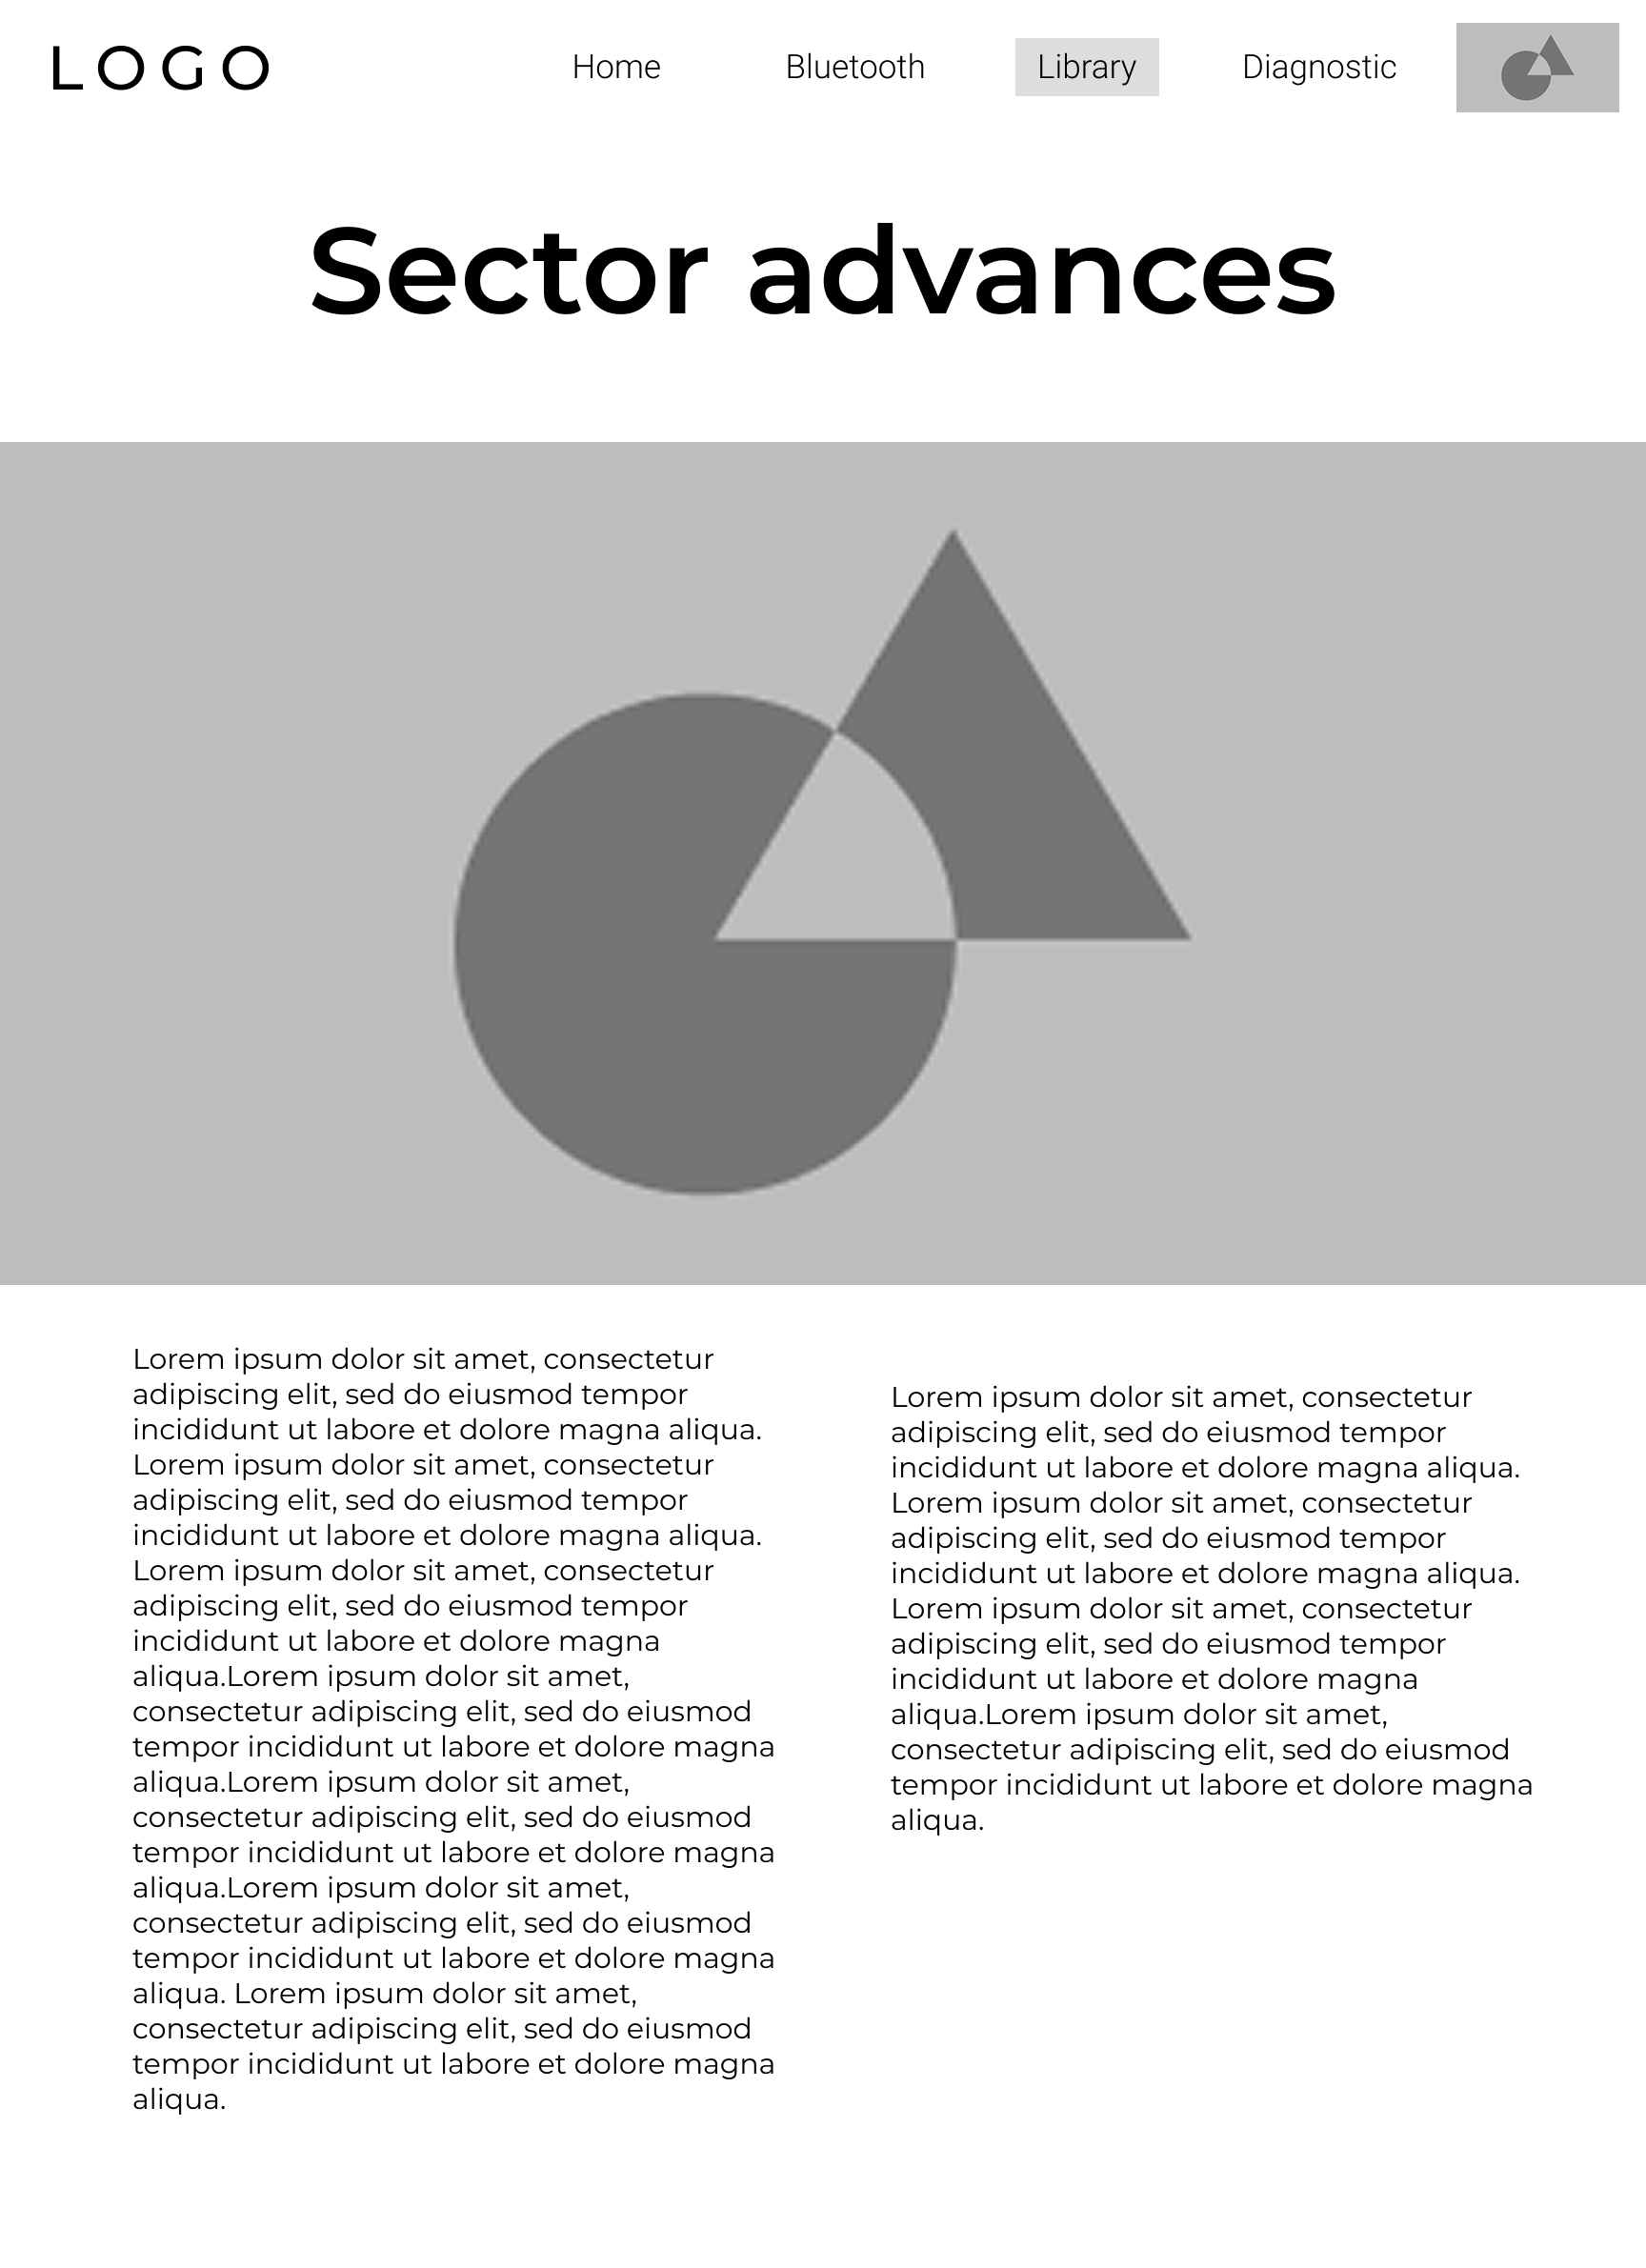 LOGO
Home
Bluetooth
Library
Diagnostic
Sector advances
Lorem ipsum dolor sit amet, consectetur
adipiscing elit, sed do eiusmod tempor
incididunt ut labore et dolore magna aliqua.
Lorem ipsum dolor sit amet, consectetur
adipiscing elit, sed do eiusmod tempor
incididunt ut labore et dolore magna aliqua.
Lorem ipsum dolor sit amet, consectetur
adipiscing elit, sed do eiusmod tempor
incididunt ut labore et dolore magna
aliqua.Lorem ipsum dolor sit amet,
consectetur adipiscing elit, sed do eiusmod
tempor incididunt ut labore et dolore magna
aliqua.Lorem ipsum dolor sit amet,
consectetur adipiscing elit, sed do eiusmod
tempor incididunt ut labore et dolore magna
aliqua.Lorem ipsum dolor sit amet,
consectetur adipiscing elit, sed do eiusmod
tempor incididunt ut labore et dolore magna
aliqua. Lorem ipsum dolor sit amet,
consectetur adipiscing elit, sed do eiusmod
tempor incididunt ut labore et dolore magna
aliqua.
Lorem ipsum dolor sit amet, consectetur
adipiscing elit, sed do eiusmod tempor
incididunt ut labore et dolore magna aliqua.
Lorem ipsum dolor sit amet, consectetur
adipiscing elit, sed do eiusmod tempor
incididunt ut labore et dolore magna aliqua.
Lorem ipsum dolor sit amet, consectetur
adipiscing elit, sed do eiusmod tempor
incididunt ut labore et dolore magna
aliqua.Lorem ipsum dolor sit amet,
consectetur adipiscing elit, sed do eiusmod
tempor incididunt ut labore et dolore magna
aliqua.